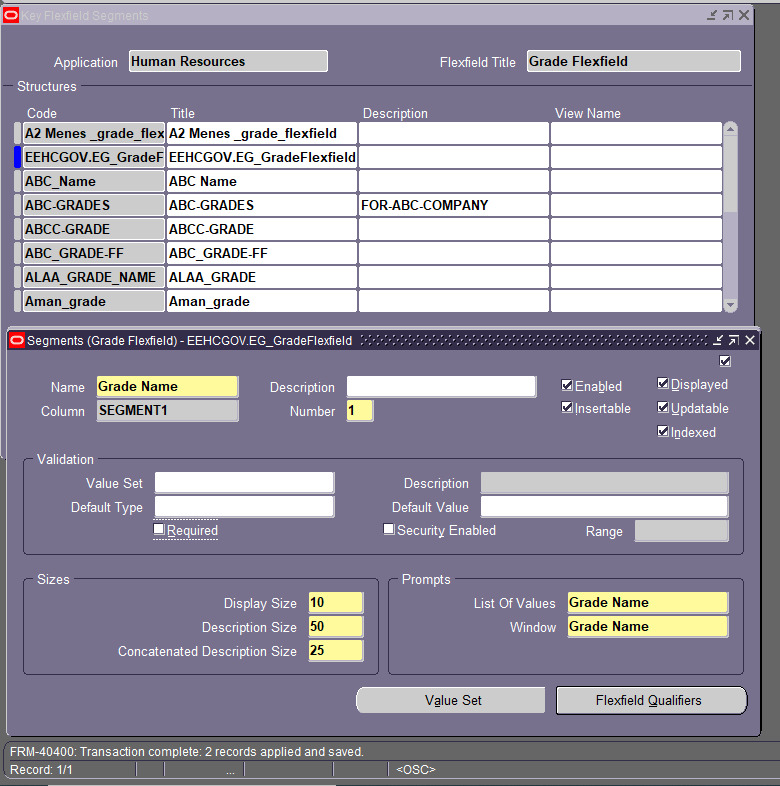 Key Flexfield Segments
Application Human Resources Flexfield Title Grade Flexfield
Structures
Code Title Description View Name
A2 Menes _grade_flex A2 Menes _grade_flexfield
EEHCGOV.EG_GradeF EEHCGOV.EG_GradeFlexfield
ABC_Name ABC Name
ABC-GRADES ABC-GRADES FOR-ABC-COMPANY
ABCC-GRADE ABCC-GRADE
ABC_GRADE-FF ABC_GRADE-FF
ALAA_GRADE_NAME ALAA_GRADE
Aman_grade Aman_grade
Segments (Grade Flexfield) - EEHCGOV.EG_GradeFlexfield
Name Grade Name Description Enabled Displayed
Column SEGMENT1 Number 1 Insertable Updatable
Indexed
Validation
Value Set Description
Default Type Default Value
Required Security Enabled Range
Sizes Prompts
Display Size 10 List Of Values Grade Name
Description Size 50 Window Grade Name
Concatenated Description Size 25
Value Set Flexfield Qualifiers
FRM-40400: Transaction complete: 2 records applied and saved.
Record: 1/1 ... <OSC>